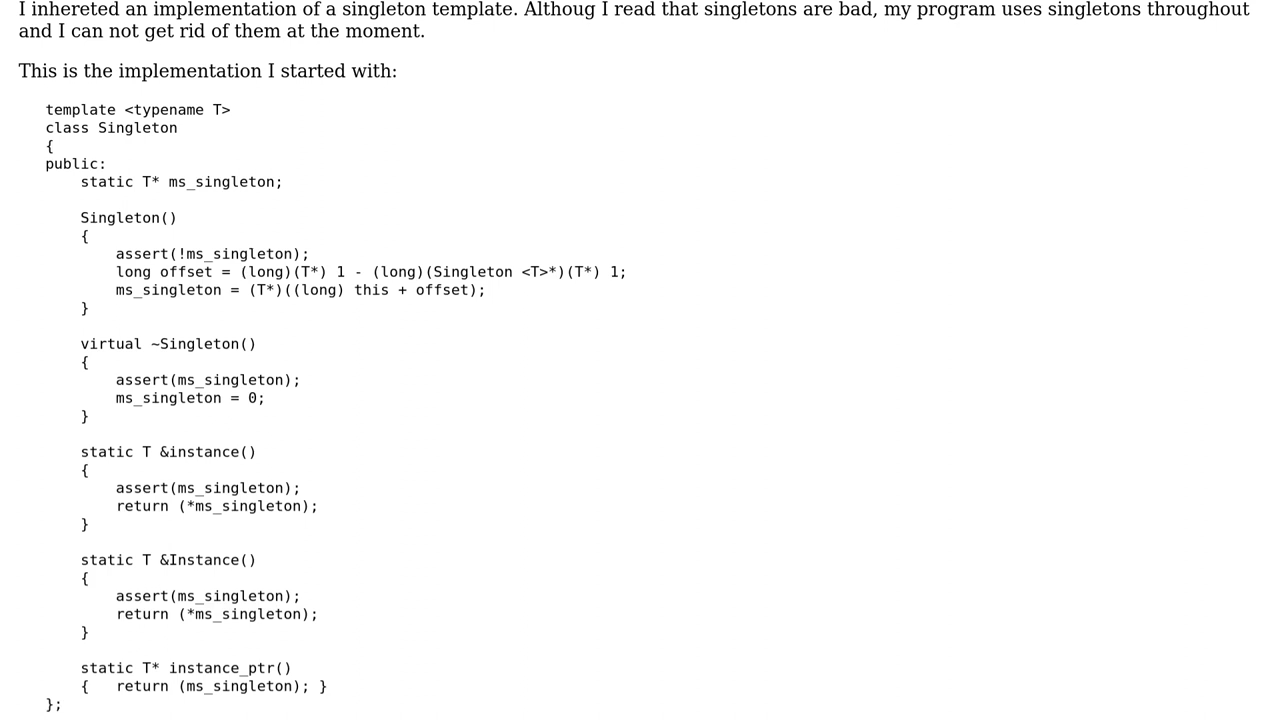 I inhereted an implementation of a singleton template. Althoug I read that singletons are bad, my program uses singletons throughout
and I can not get rid of them at the moment.
This is the implementation I started with:
template <typename T>
class Singleton
{
public:
    static T* ms_singleton;

    Singleton()
    {
        assert(!ms_singleton);
        long offset = (long)(T*) 1 - (long)(Singleton <T>*)(T*) 1;
        ms_singleton = (T*)((long) this + offset);
    }

    virtual ~Singleton()
    {
        assert(ms_singleton);
        ms_singleton = 0;
    }

    static T &instance()
    {
        assert(ms_singleton);
        return (*ms_singleton);
    }

    static T &Instance()
    {
        assert(ms_singleton);
        return (*ms_singleton);
    }

    static T* instance_ptr()
    {   return (ms_singleton); }
};